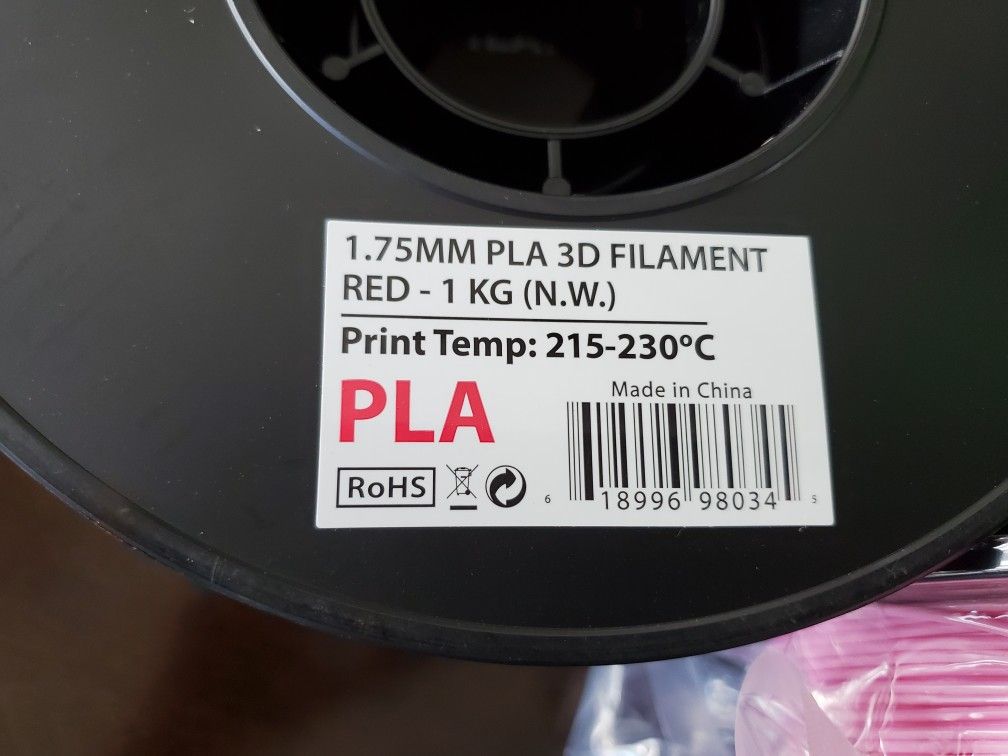 1.75MM PLA 3D FILAMENT
RED - 1 KG (N.W.)
Print Temp: 215-230ºC
PLA
Made in China
RoHS
6 18996 98034 5